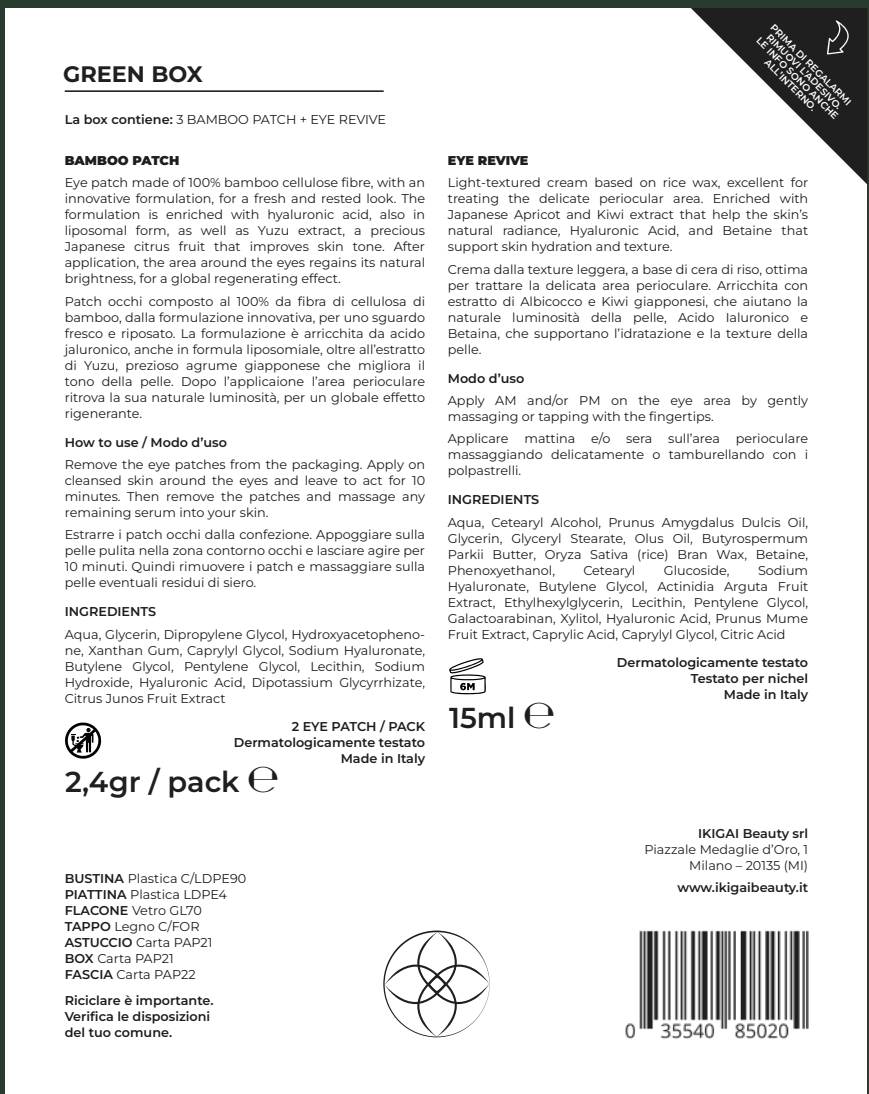 PRIMA DI REGALARMI
RIMUOVI L'ADESIVO.
LE INFO SONO ANCHE
ALL'INTERNO.
GREEN BOX
La box contiene: 3 BAMBOO PATCH + EYE REVIVE
BAMBOO PATCH
Eye patch made of 100% bamboo cellulose fibre, with an
innovative formulation, for a fresh and rested look. The
formulation is enriched with hyaluronic acid, also in
liposomal form, as well as Yuzu extract, a precious
Japanese citrus fruit that improves skin tone. After
application, the area around the eyes regains its natural
brightness, for a global regenerating effect.
Patch occhi composto al 100% da fibra di cellulosa di
bamboo, dalla formulazione innovativa, per uno sguardo
fresco e riposato. La formulazione è arricchita da acido
jaluronico, anche in formula liposomiale, oltre all'estratto
di Yuzu, prezioso agrume giapponese che migliora il
tono della pelle. Dopo l'applicaione l'area perioculare
ritrova la sua naturale luminosità, per un globale effetto
rigenerante.
How to use / Modo d'uso
Remove the eye patches from the packaging. Apply on
cleansed skin around the eyes and leave to act for 10
minutes. Then remove the patches and massage any
remaining serum into your skin.
Estrarre i patch occhi dalla confezione. Appoggiare sulla
pelle pulita nella zona contorno occhi e lasciare agire per
10 minuti. Quindi rimuovere i patch e massaggiare sulla
pelle eventuali residui di siero.
INGREDIENTS
Aqua, Glycerin, Dipropylene Glycol, Hydroxyacetopheno-
ne, Xanthan Gum, Caprylyl Glycol, Sodium Hyaluronate,
Butylene Glycol, Pentylene Glycol, Lecithin, Sodium
Hydroxide, Hyaluronic Acid, Dipotassium Glycyrrhizate,
Citrus Junos Fruit Extract
2 EYE PATCH / PACK
Dermatologicamente testato
Made in Italy
2,4gr / pack ℮
EYE REVIVE
Light-textured cream based on rice wax, excellent for
treating the delicate periocular area. Enriched with
Japanese Apricot and Kiwi extract that help the skin's
natural radiance, Hyaluronic Acid, and Betaine that
support skin hydration and texture.
Crema dalla texture leggera, a base di cera di riso, ottima
per trattare la delicata area perioculare. Arricchita con
estratto di Albicocco e Kiwi giapponesi, che aiutano la
naturale luminosità della pelle, Acido Ialuronico e
Betaina, che supportano l'idratazione e la texture della
pelle.
Modo d'uso
Apply AM and/or PM on the eye area by gently
massaging or tapping with the fingertips.
Applicare mattina e/o sera sull'area perioculare
massaggiando delicatamente o tamburellando con i
polpastrelli.
INGREDIENTS
Aqua, Cetearyl Alcohol, Prunus Amygdalus Dulcis Oil,
Glycerin, Glyceryl Stearate, Olus Oil, Butyrospermum
Parkii Butter, Oryza Sativa (rice) Bran Wax, Betaine,
Phenoxyethanol, Cetearyl Glucoside, Sodium
Hyaluronate, Butylene Glycol, Actinidia Arguta Fruit
Extract, Ethylhexylglycerin, Lecithin, Pentylene Glycol,
Galactoarabinan, Xylitol, Hyaluronic Acid, Prunus Mume
Fruit Extract, Caprylic Acid, Caprylyl Glycol, Citric Acid
6M
Dermatologicamente testato
Testato per nichel
Made in Italy
15ml ℮
IKIGAI Beauty srl
Piazzale Medaglie d'Oro, 1
Milano – 20135 (MI)
www.ikigaibeauty.it
BUSTINA Plastica C/LDPE90
PIATTINA Plastica LDPE4
FLACONE Vetro GL70
TAPPO Legno C/FOR
ASTUCCIO Carta PAP21
BOX Carta PAP21
FASCIA Carta PAP22
Riciclare è importante.
Verifica le disposizioni
del tuo comune.
0 35540 85020